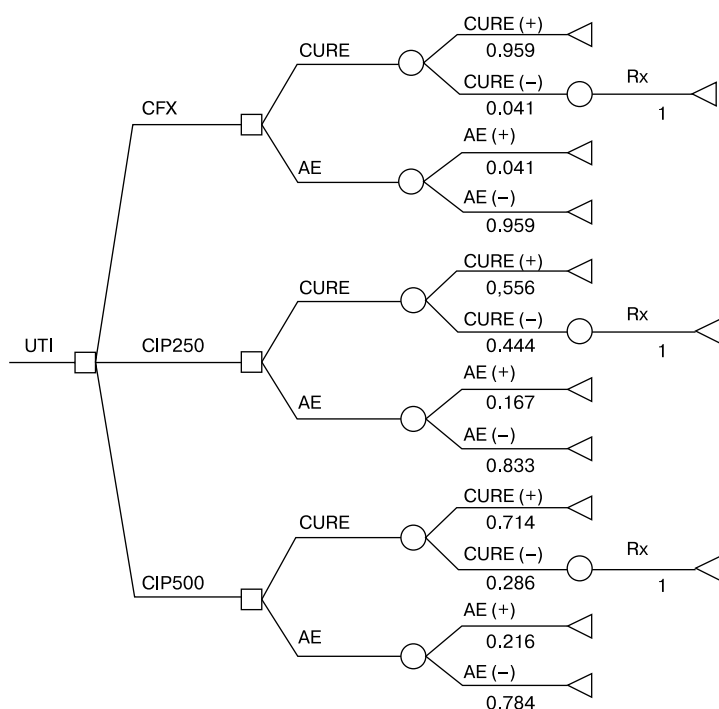 CURE (+)
0.959
CURE
CURE (−)
Rx
0.041
1
CFX
AE (+)
0.041
AE
AE (−)
0.959
CURE (+)
0,556
CURE
CURE (−)
Rx
0.444
1
UTI
CIP250
AE (+)
0.167
AE
AE (−)
0.833
CURE (+)
0.714
CURE
CURE (−)
Rx
0.286
1
CIP500
AE (+)
0.216
AE
AE (−)
0.784